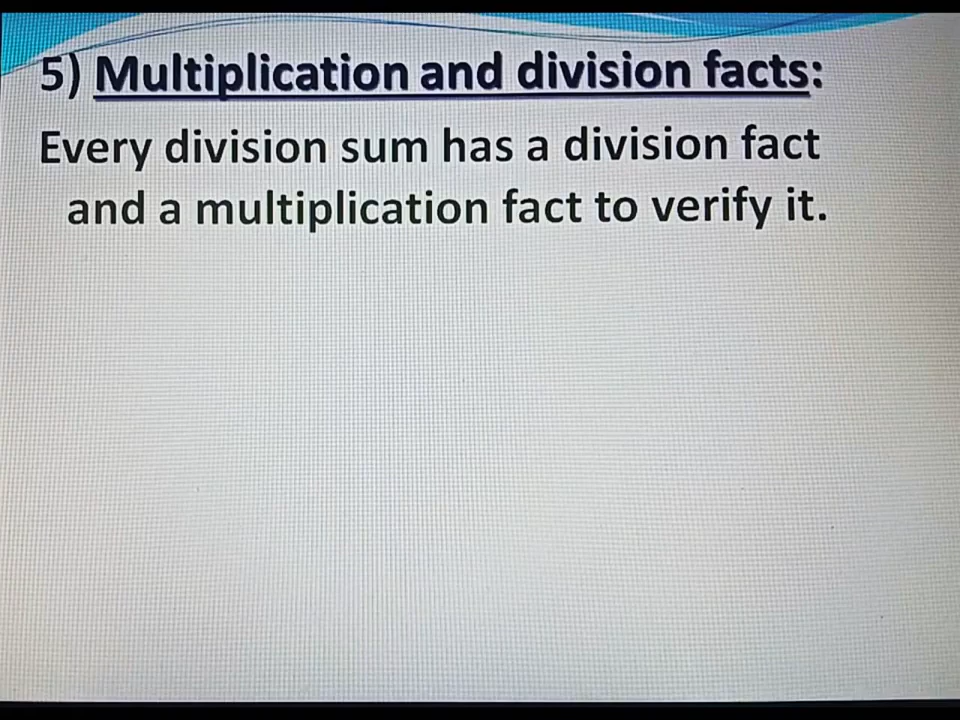 5) Multiplication and division facts:
Every division sum has a division fact
and a multiplication fact to verify it.